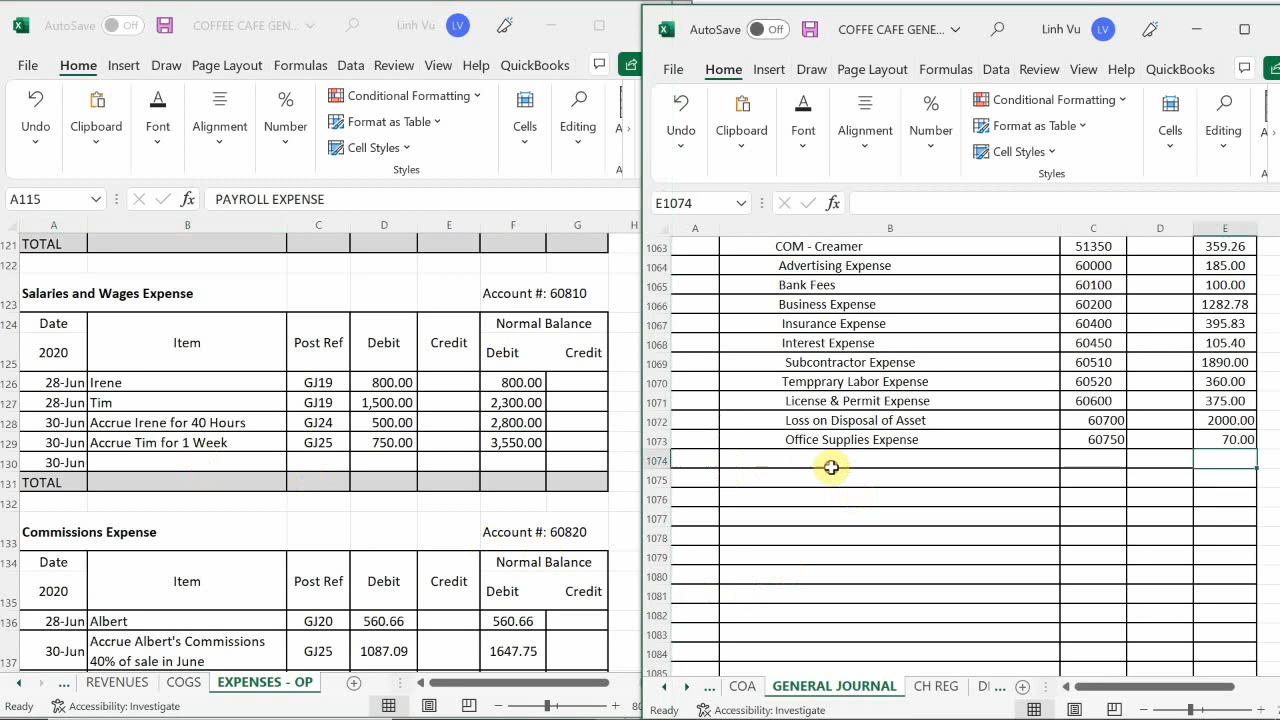 AutoSave Off COFFEE CAFE GEN... Linh Vu LV
File Home Insert Draw Page Layout Formulas Data Review View Help QuickBooks
Undo Clipboard Font Alignment Number Conditional Formatting Format as Table Cell Styles Styles Cells Editing
A115 fx PAYROLL EXPENSE
A B C D E F G H
121 TOTAL
122
123 Salaries and Wages Expense Account #: 60810
124 Date Item Post Ref Debit Credit Normal Balance
125 2020 Debit Credit
126 28-Jun Irene GJ19 800.00 800.00
127 28-Jun Tim GJ19 1,500.00 2,300.00
128 30-Jun Accrue Irene for 40 Hours GJ24 500.00 2,800.00
129 30-Jun Accrue Tim for 1 Week GJ25 750.00 3,550.00
130 30-Jun
131 TOTAL
132
133 Commissions Expense Account #: 60820
134 Date Item Post Ref Debit Credit Normal Balance
135 2020 Debit Credit
136 28-Jun Albert GJ20 560.66 560.66
137 30-Jun Accrue Albert's Commissions GJ25 1087.09 1647.75
40% of sale in June
... REVENUES COGS EXPENSES - OP
Ready Accessibility: Investigate 80
AutoSave Off COFFE CAFE GENE... Linh Vu LV
File Home Insert Draw Page Layout Formulas Data Review View Help QuickBooks
Undo Clipboard Font Alignment Number Conditional Formatting Format as Table Cell Styles Styles Cells Editing
E1074 fx
A B C D E
1063 COM - Creamer 51350 359.26
1064 Advertising Expense 60000 185.00
1065 Bank Fees 60100 100.00
1066 Business Expense 60200 1282.78
1067 Insurance Expense 60400 395.83
1068 Interest Expense 60450 105.40
1069 Subcontractor Expense 60510 1890.00
1070 Tempprary Labor Expense 60520 360.00
1071 License & Permit Expense 60600 375.00
1072 Loss on Disposal of Asset 60700 2000.00
1073 Office Supplies Expense 60750 70.00
1074
1075
1076
1077
1078
1079
1080
1081
1082
1083
1084
1085
... COA GENERAL JOURNAL CH REG DI ...
Ready Accessibility: Investigate